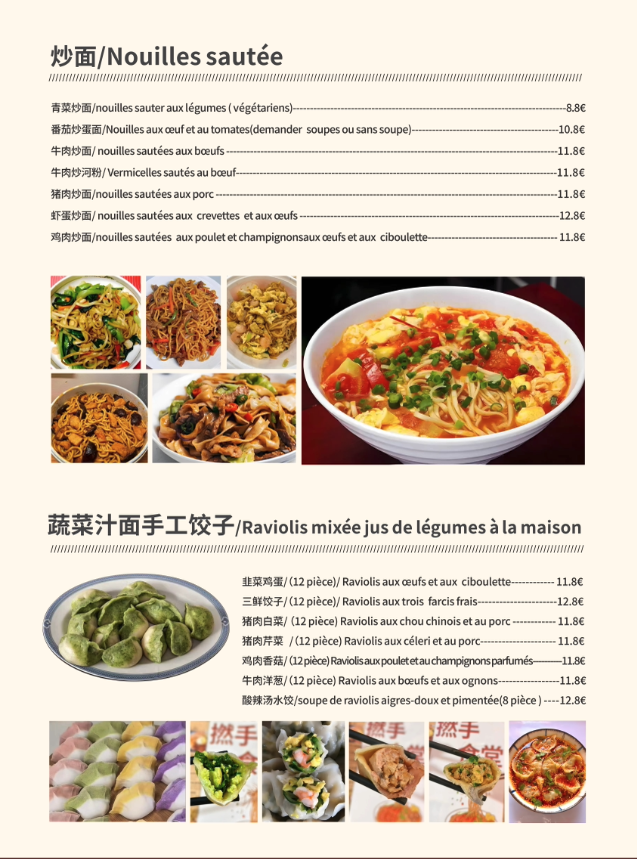 炒面/Nouilles sautée
青菜炒面/nouilles sauter aux légumes ( végétariens)---8.8€
番茄炒蛋面/Nouilles aux œuf et au tomates(demander soupes ou sans soupe)---10.8€
牛肉炒面/ nouilles sautées aux bœufs ---11.8€
牛肉炒河粉/ Vermicelles sautés au bœuf---11.8€
猪肉炒面/nouilles sautées aux porc ---11.8€
虾蛋炒面/ nouilles sautées aux crevettes et aux œufs ---12.8€
鸡肉炒面/nouilles sautées aux poulet et champignonsaux œufs et aux ciboulette--- 11.8€
蔬菜汁面手工饺子/Raviolis mixée jus de légumes à la maison
韭菜鸡蛋/（12 pièce)/ Raviolis aux œufs et aux ciboulette------------ 11.8€
三鲜饺子/（12 pièce)/ Raviolis aux trois farcis frais-----------------------12.8€
猪肉白菜/（12 pièce) Raviolis aux chou chinois et au porc ------------ 11.8€
猪肉芹菜 /（12 pièce) Raviolis aux céleri et au porc---------------------- 11.8€
鸡肉香菇/（12 pièce) Raviolis aux poulet et au champignons parfumés---------11.8€
牛肉洋葱/（12 pièce) Raviolis aux bœufs et aux ognons-----------------11.8€
酸辣汤水饺/soupe de raviolis aigres-doux et pimentée(8 pièce ) ----12.8€
燃手
燃手
食堂
燃手
食堂